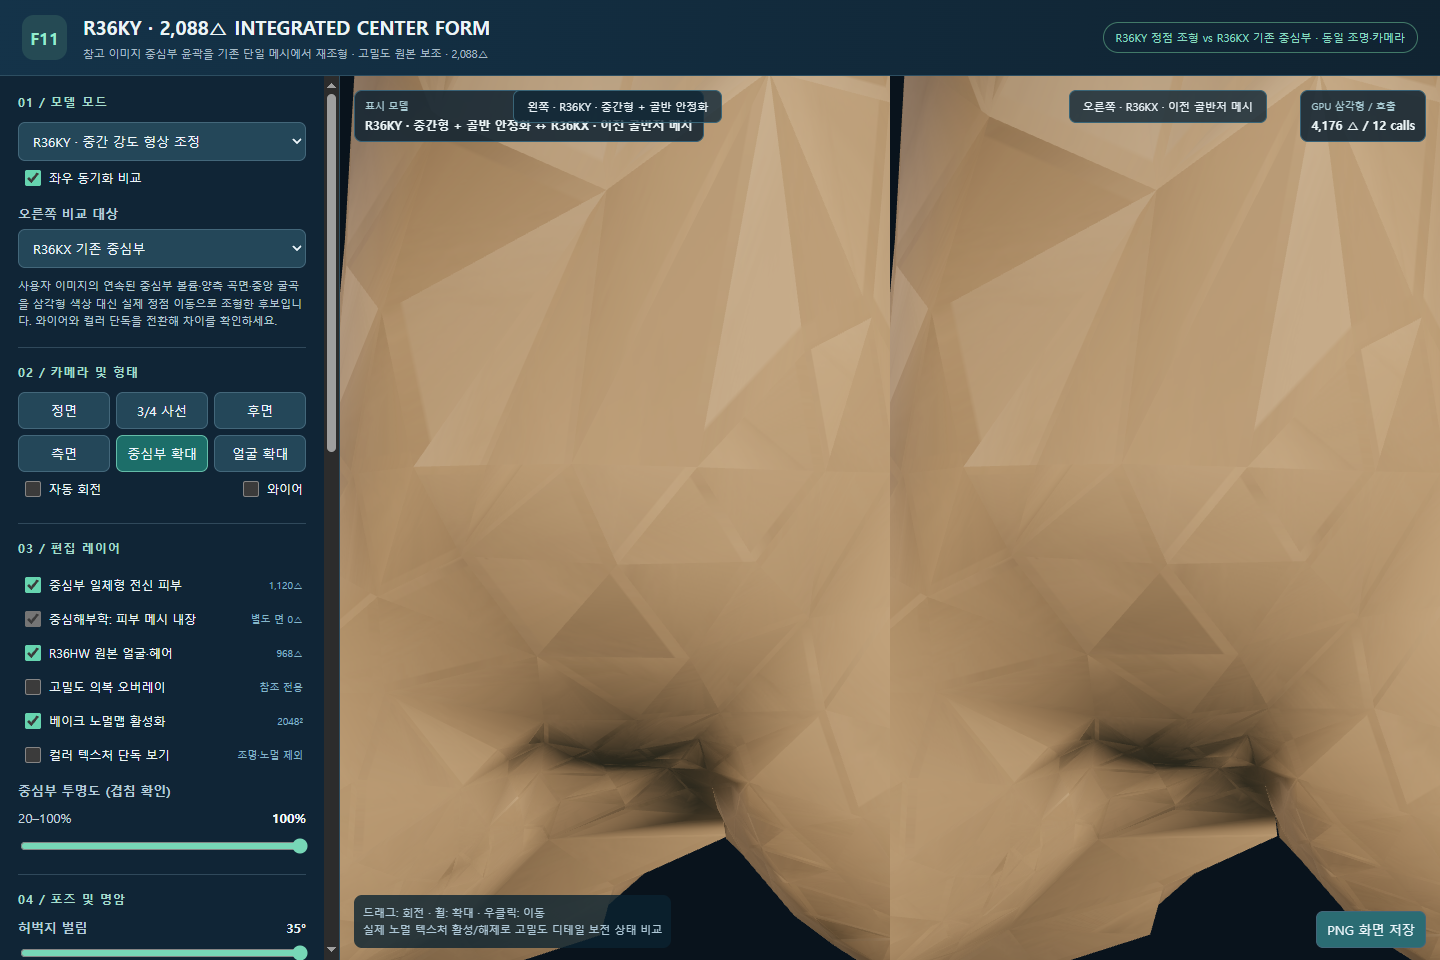 F11
R36KY · 2,088△ INTEGRATED CENTER FORM
참고 이미지 중심부 윤곽을 기존 단일 메시에서 재조형 · 고밀도 원본 보조 · 2,088△
R36KY 정점 조형 vs R36KX 기존 중심부 · 동일 조명·카메라
01 / 모델 모드
R36KY · 중간 강도 형상 조정
좌우 동기화 비교
오른쪽 비교 대상
R36KX 기존 중심부
사용자 이미지의 연속된 중심부 볼륨·양측 곡면·중앙 굴곡
을 삼각형 색상 대신 실제 정점 이동으로 조형한 후보입니
다. 와이어와 컬러 단독을 전환해 차이를 확인하세요.
02 / 카메라 및 형태
정면
3/4 사선
후면
측면
중심부 확대
얼굴 확대
자동 회전
와이어
03 / 편집 레이어
중심부 일체형 전신 피부
1,120△
중심해부학: 피부 메시 내장
별도 면 0△
R36HW 원본 얼굴·헤어
968△
고밀도 의복 오버레이
참조 전용
베이크 노멀맵 활성화
2048²
컬러 텍스처 단독 보기
조명·노멀 제외
중심부 투명도 (겹침 확인)
20–100%
100%
04 / 포즈 및 명암
허벅지 벌림
35°
표시 모델
R36KY · 중간형 + 골반 안정화 ↔ R36KX · 이전 골반저 메시
왼쪽 · R36KY · 중간형 + 골반 안정화
오른쪽 · R36KX · 이전 골반저 메시
GPU 삼각형 / 호출
4,176 △ / 12 calls
드래그: 회전 · 휠: 확대 · 우클릭: 이동
실제 노멀 텍스처 활성/해제로 고밀도 디테일 보전 상태 비교
PNG 화면 저장